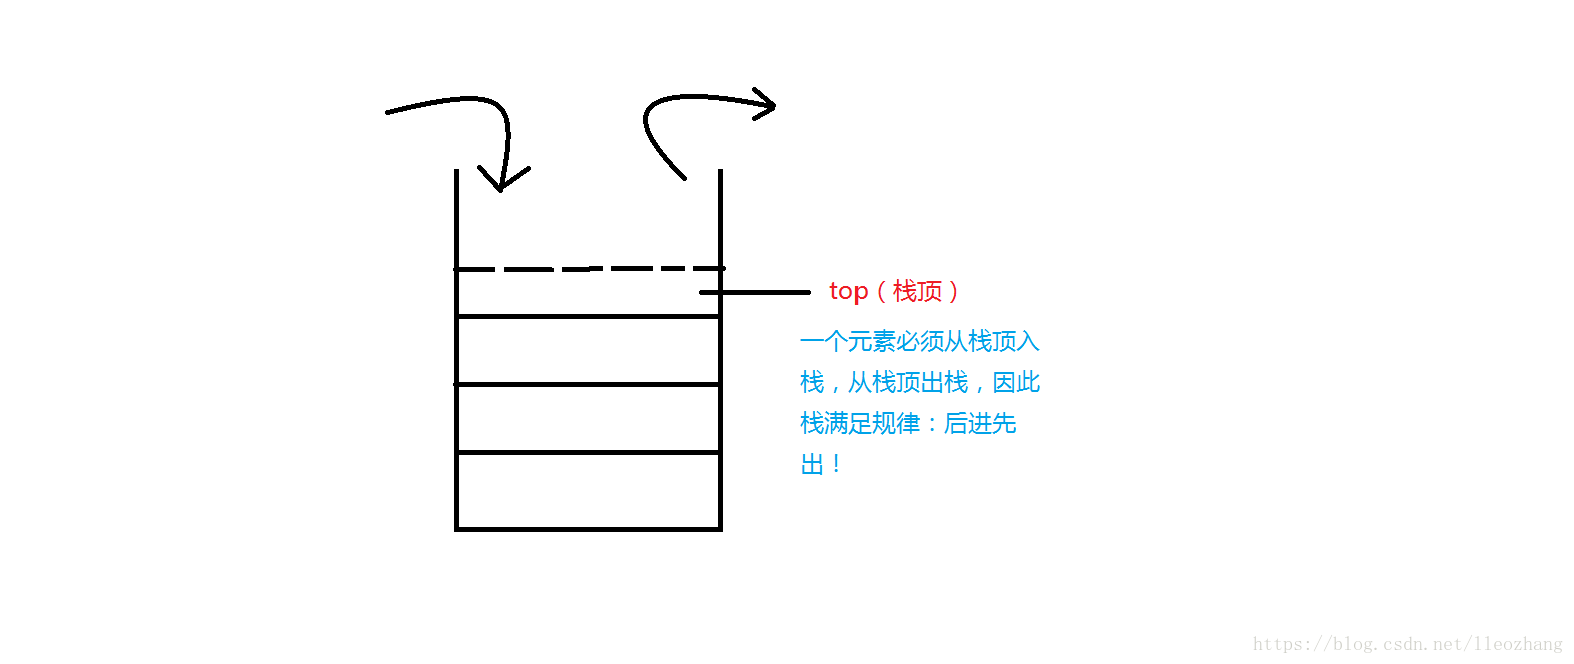 top（栈顶）
一个元素必须从栈顶入
栈，从栈顶出栈，因此
栈满足规律：后进先
出！
https://blog.csdn.net/lleozhang